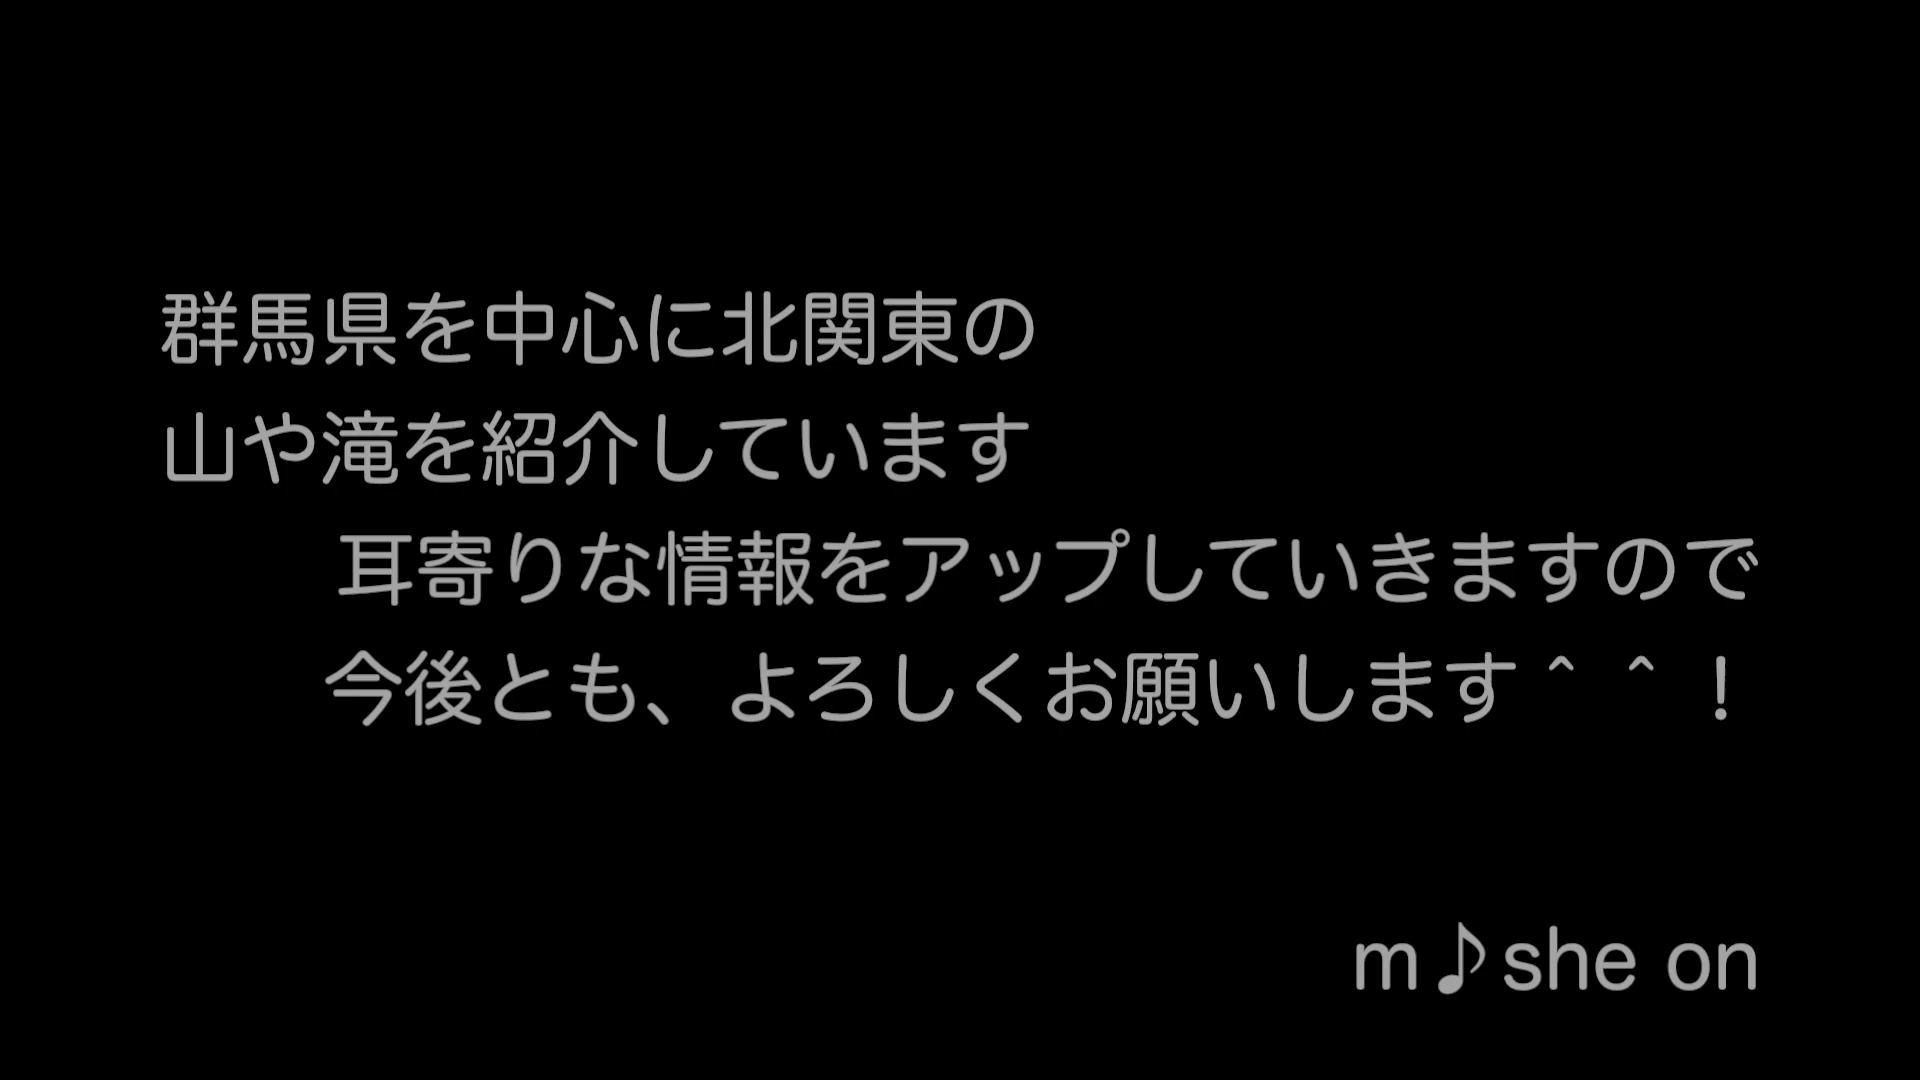 群馬県を中心に北関東の
山や滝を紹介しています
耳寄りな情報をアップしていきますので
今後とも、よろしくお願いします＾＾！
m♪she on